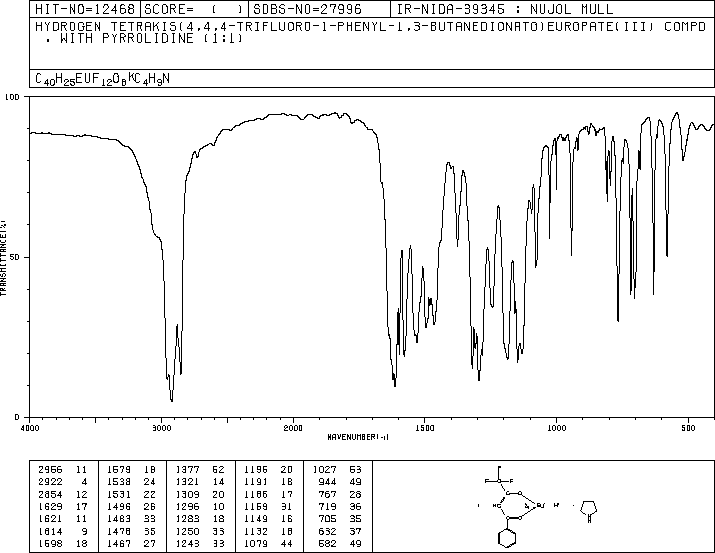 HIT-NO=12468 SCORE= ( ) SDBS-NO=27996 IR-NIDA-39345 : NUJOL MULL
HYDROGEN TETRAKIS(4,4,4-TRIFLUORO-1-PHENYL-1,3-BUTANEDIONATO)EUROPATE(III) COMPD
. WITH PYRROLIDINE (1:1)
C40H25EUF12O8·C4H9N
100
50
0
TRANSMITTANCE(%)
4000 3000 2000 1500 1000 500
WAVENUMBER(-1)
2956 11 1579 18 1377 52 1196 20 1027 53
2922 4 1538 24 1321 14 1191 18 944 49
2854 12 1531 22 1309 20 1186 17 767 28
1629 17 1496 26 1296 10 1159 31 719 36
1621 11 1483 33 1283 18 1149 16 705 35
1614 9 1478 35 1250 33 1132 18 632 37
1598 18 1467 27 1243 33 1079 44 582 49